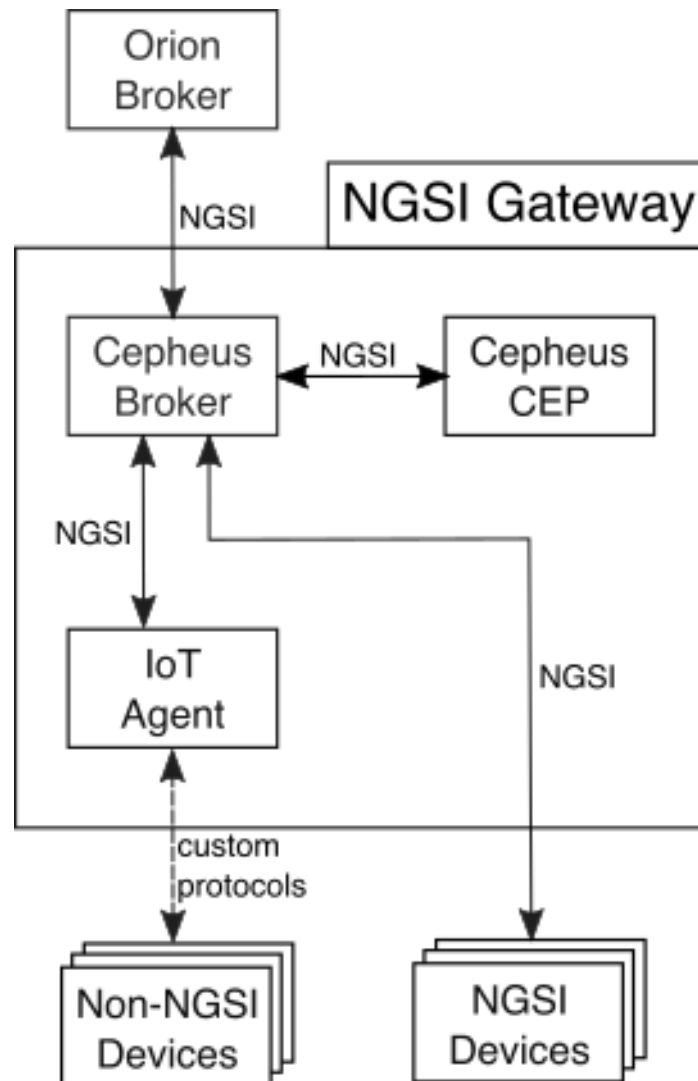 Orion
Broker
NGSI
NGSI Gateway
Cepheus
Broker
NGSI
Cepheus
CEP
NGSI
IoT
Agent
NGSI
custom
protocols
Non-NGSI
Devices
NGSI
Devices